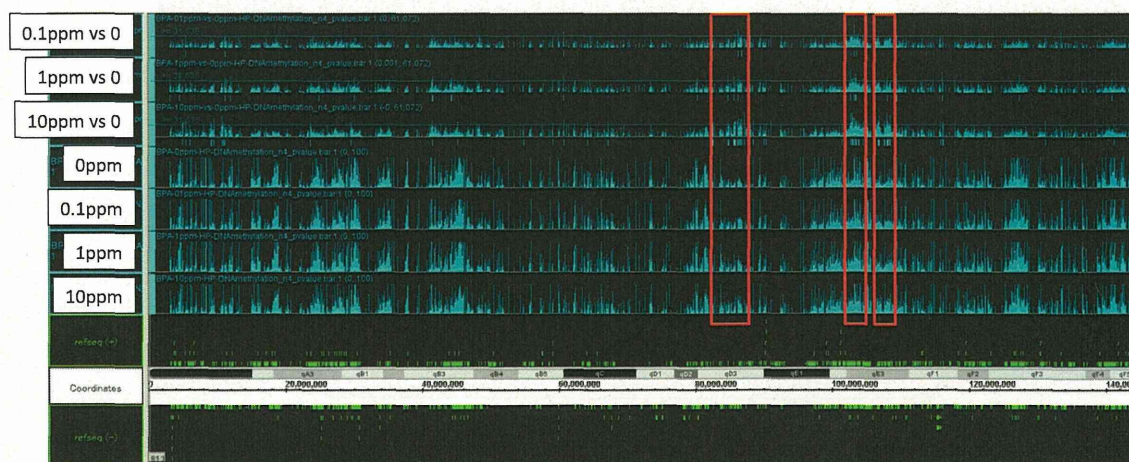 0.1ppm vs 0
BPA-01ppm-vs-0ppm-HP-DNAmethylation_n4_pvalue.bar.1 (0, 61.072)
1ppm vs 0
BPA-1ppm-vs-0ppm-HP-DNAmethylation_n4_pvalue.bar.1 (0.001, 61.072)
10ppm vs 0
BPA-10ppm-vs-0ppm-HP-DNAmethylation_n4_pvalue.bar.1 (-0, 61.072)
0ppm
BPA-0ppm-HP-DNAmethylation_n4_pvalue.bar.1 (0, 100)
0.1ppm
BPA-01ppm-HP-DNAmethylation_n4_pvalue.bar.1 (0, 100)
1ppm
BPA-1ppm-HP-DNAmethylation_n4_pvalue.bar.1 (0, 100)
10ppm
BPA-10ppm-HP-DNAmethylation_n4_pvalue.bar.1 (0, 100)
refseq (+)
qA3 qB1 qB3 qB4 qB5 qC qD1 qD2 qD3 qE1 qE3 qF1 qF2 qF3 qF4 qF5
Coordinates
0 20,000,000 40,000,000 60,000,000 80,000,000 100,000,000 120,000,000 140,0
refseq (-)